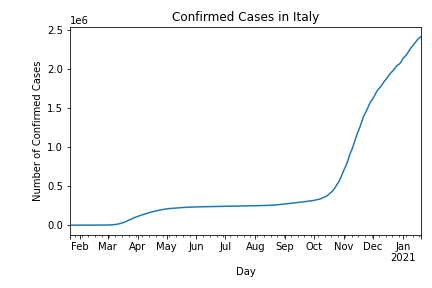 Confirmed Cases in Italy
1e6
2.5
2.0
1.5
1.0
0.5
0.0
Number of Confirmed Cases
Feb Mar Apr May Jun Jul Aug Sep Oct Nov Dec Jan
2021
Day